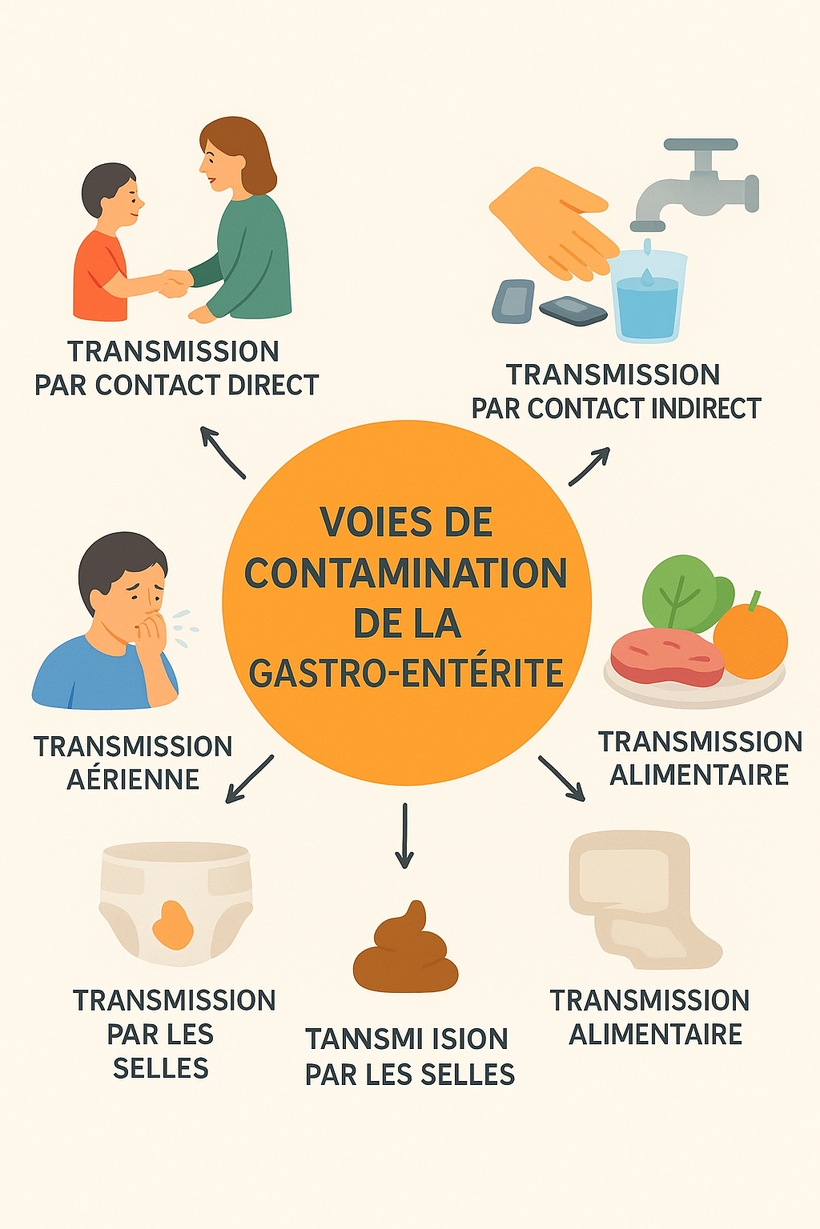 TRANSMISSION
PAR CONTACT DIRECT
TRANSMISSION
PAR CONTACT INDIRECT
VOIES DE
CONTAMINATION
DE LA
GASTRO-ENTÉRITE
TRANSMISSION
AÉRIENNE
TRANSMISSION
ALIMENTAIRE
TRANSMISSION
PAR LES
SELLES
TANNSMI ISION
PAR LES SELLES
TRANSMISSION
ALIMENTAIRE